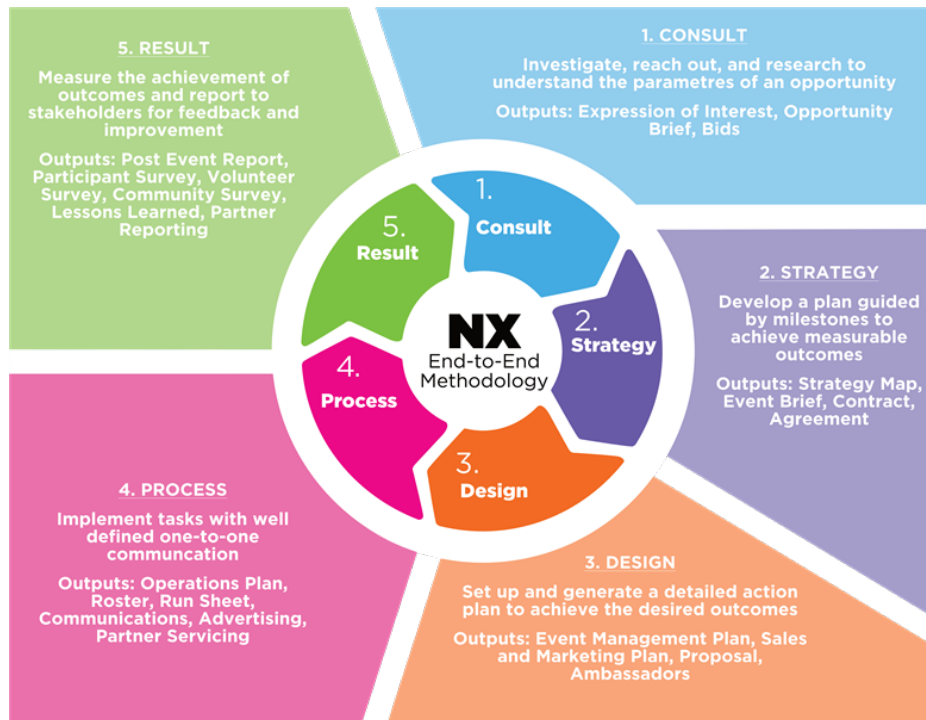 1. CONSULT
Investigate, reach out, and research to
understand the parametres of an opportunity
Outputs: Expression of Interest, Opportunity
Brief, Bids
2. STRATEGY
Develop a plan guided
by milestones to
achieve measurable
outcomes
Outputs: Strategy Map,
Event Brief, Contract,
Agreement
3. DESIGN
Set up and generate a detailed action
plan to achieve the desired outcomes
Outputs: Event Management Plan, Sales
and Marketing Plan, Proposal,
Ambassadors
4. PROCESS
Implement tasks with well
defined one-to-one
communcation
Outputs: Operations Plan,
Roster, Run Sheet,
Communications, Advertising,
Partner Servicing
5. RESULT
Measure the achievement of
outcomes and report to
stakeholders for feedback and
improvement
Outputs: Post Event Report,
Participant Survey, Volunteer
Survey, Community Survey,
Lessons Learned, Partner
Reporting
1.
Consult
2.
Strategy
3.
Design
4.
Process
5.
Result
NX
End-to-End
Methodology